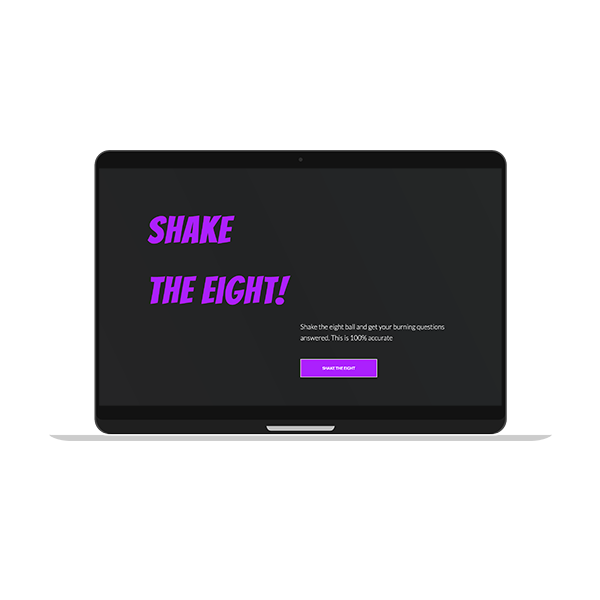 SHAKE
THE EIGHT!
Shake the eight ball and get your burning questions
answered. This is 100% accurate
SHAKE THE EIGHT